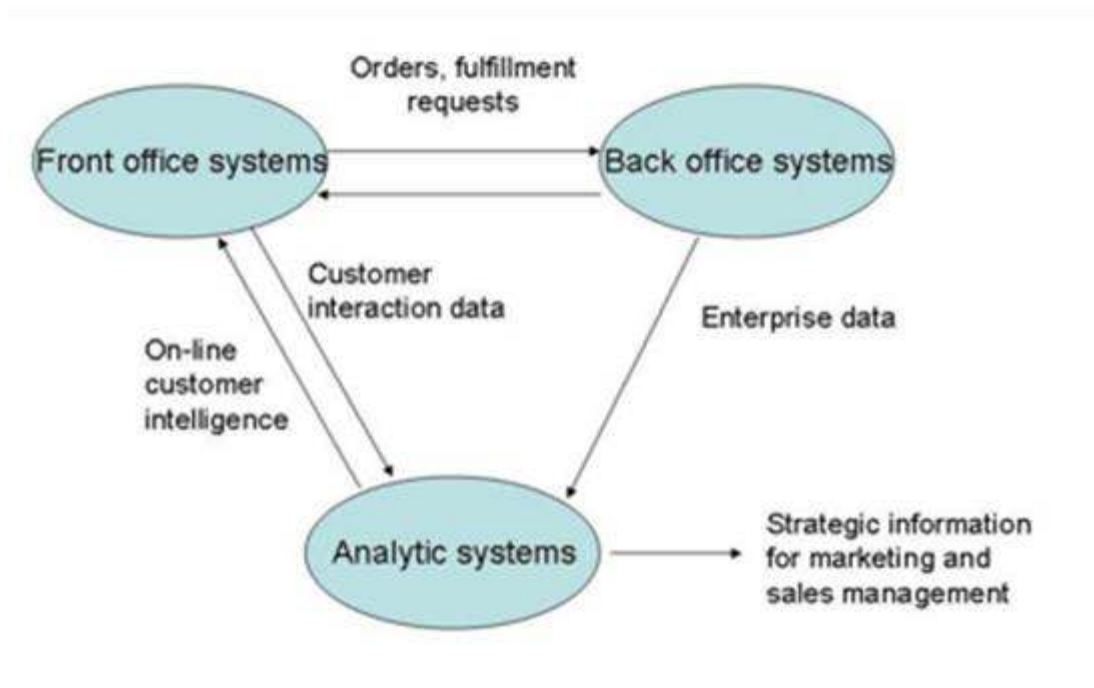 Orders, fulfillment
requests
Front office systems
Back office systems
Customer
interaction data
Enterprise data
On-line
customer
intelligence
Analytic systems
Strategic information
for marketing and
sales management